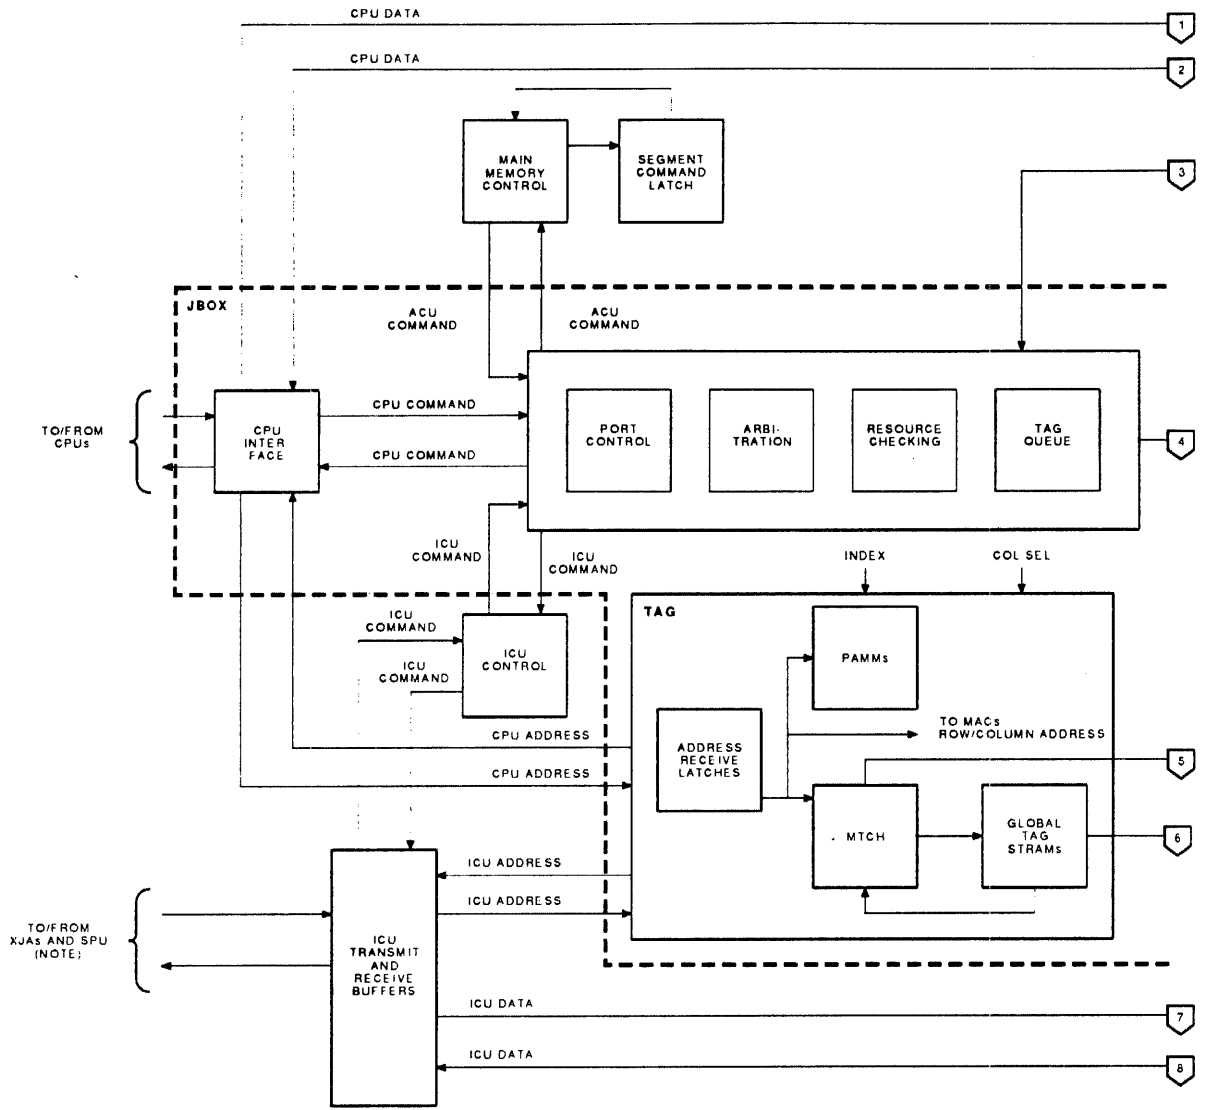 CPU DATA
1
CPU DATA
2
MAIN
MEMORY
CONTROL
SEGMENT
COMMAND
LATCH
3
JBOX
ACU
COMMAND
ACU
COMMAND
TO/FROM
CPUs
CPU
INTER
FACE
CPU COMMAND
CPU COMMAND
PORT
CONTROL
ARBI-
TRATION
RESOURCE
CHECKING
TAG
QUEUE
4
ICU
COMMAND
ICU
COMMAND
INDEX
COL SEL
TAG
ICU
COMMAND
ICU
COMMAND
ICU
CONTROL
PAMMs
CPU ADDRESS
CPU ADDRESS
ADDRESS
RECEIVE
LATCHES
TO MACs
ROW/COLUMN ADDRESS
5
MTCH
GLOBAL
TAG
STRAMs
6
ICU ADDRESS
ICU ADDRESS
TO/FROM
XJAs AND SPU
(NOTE)
ICU
TRANSMIT
AND
RECEIVE
BUFFERS
ICU DATA
7
ICU DATA
8